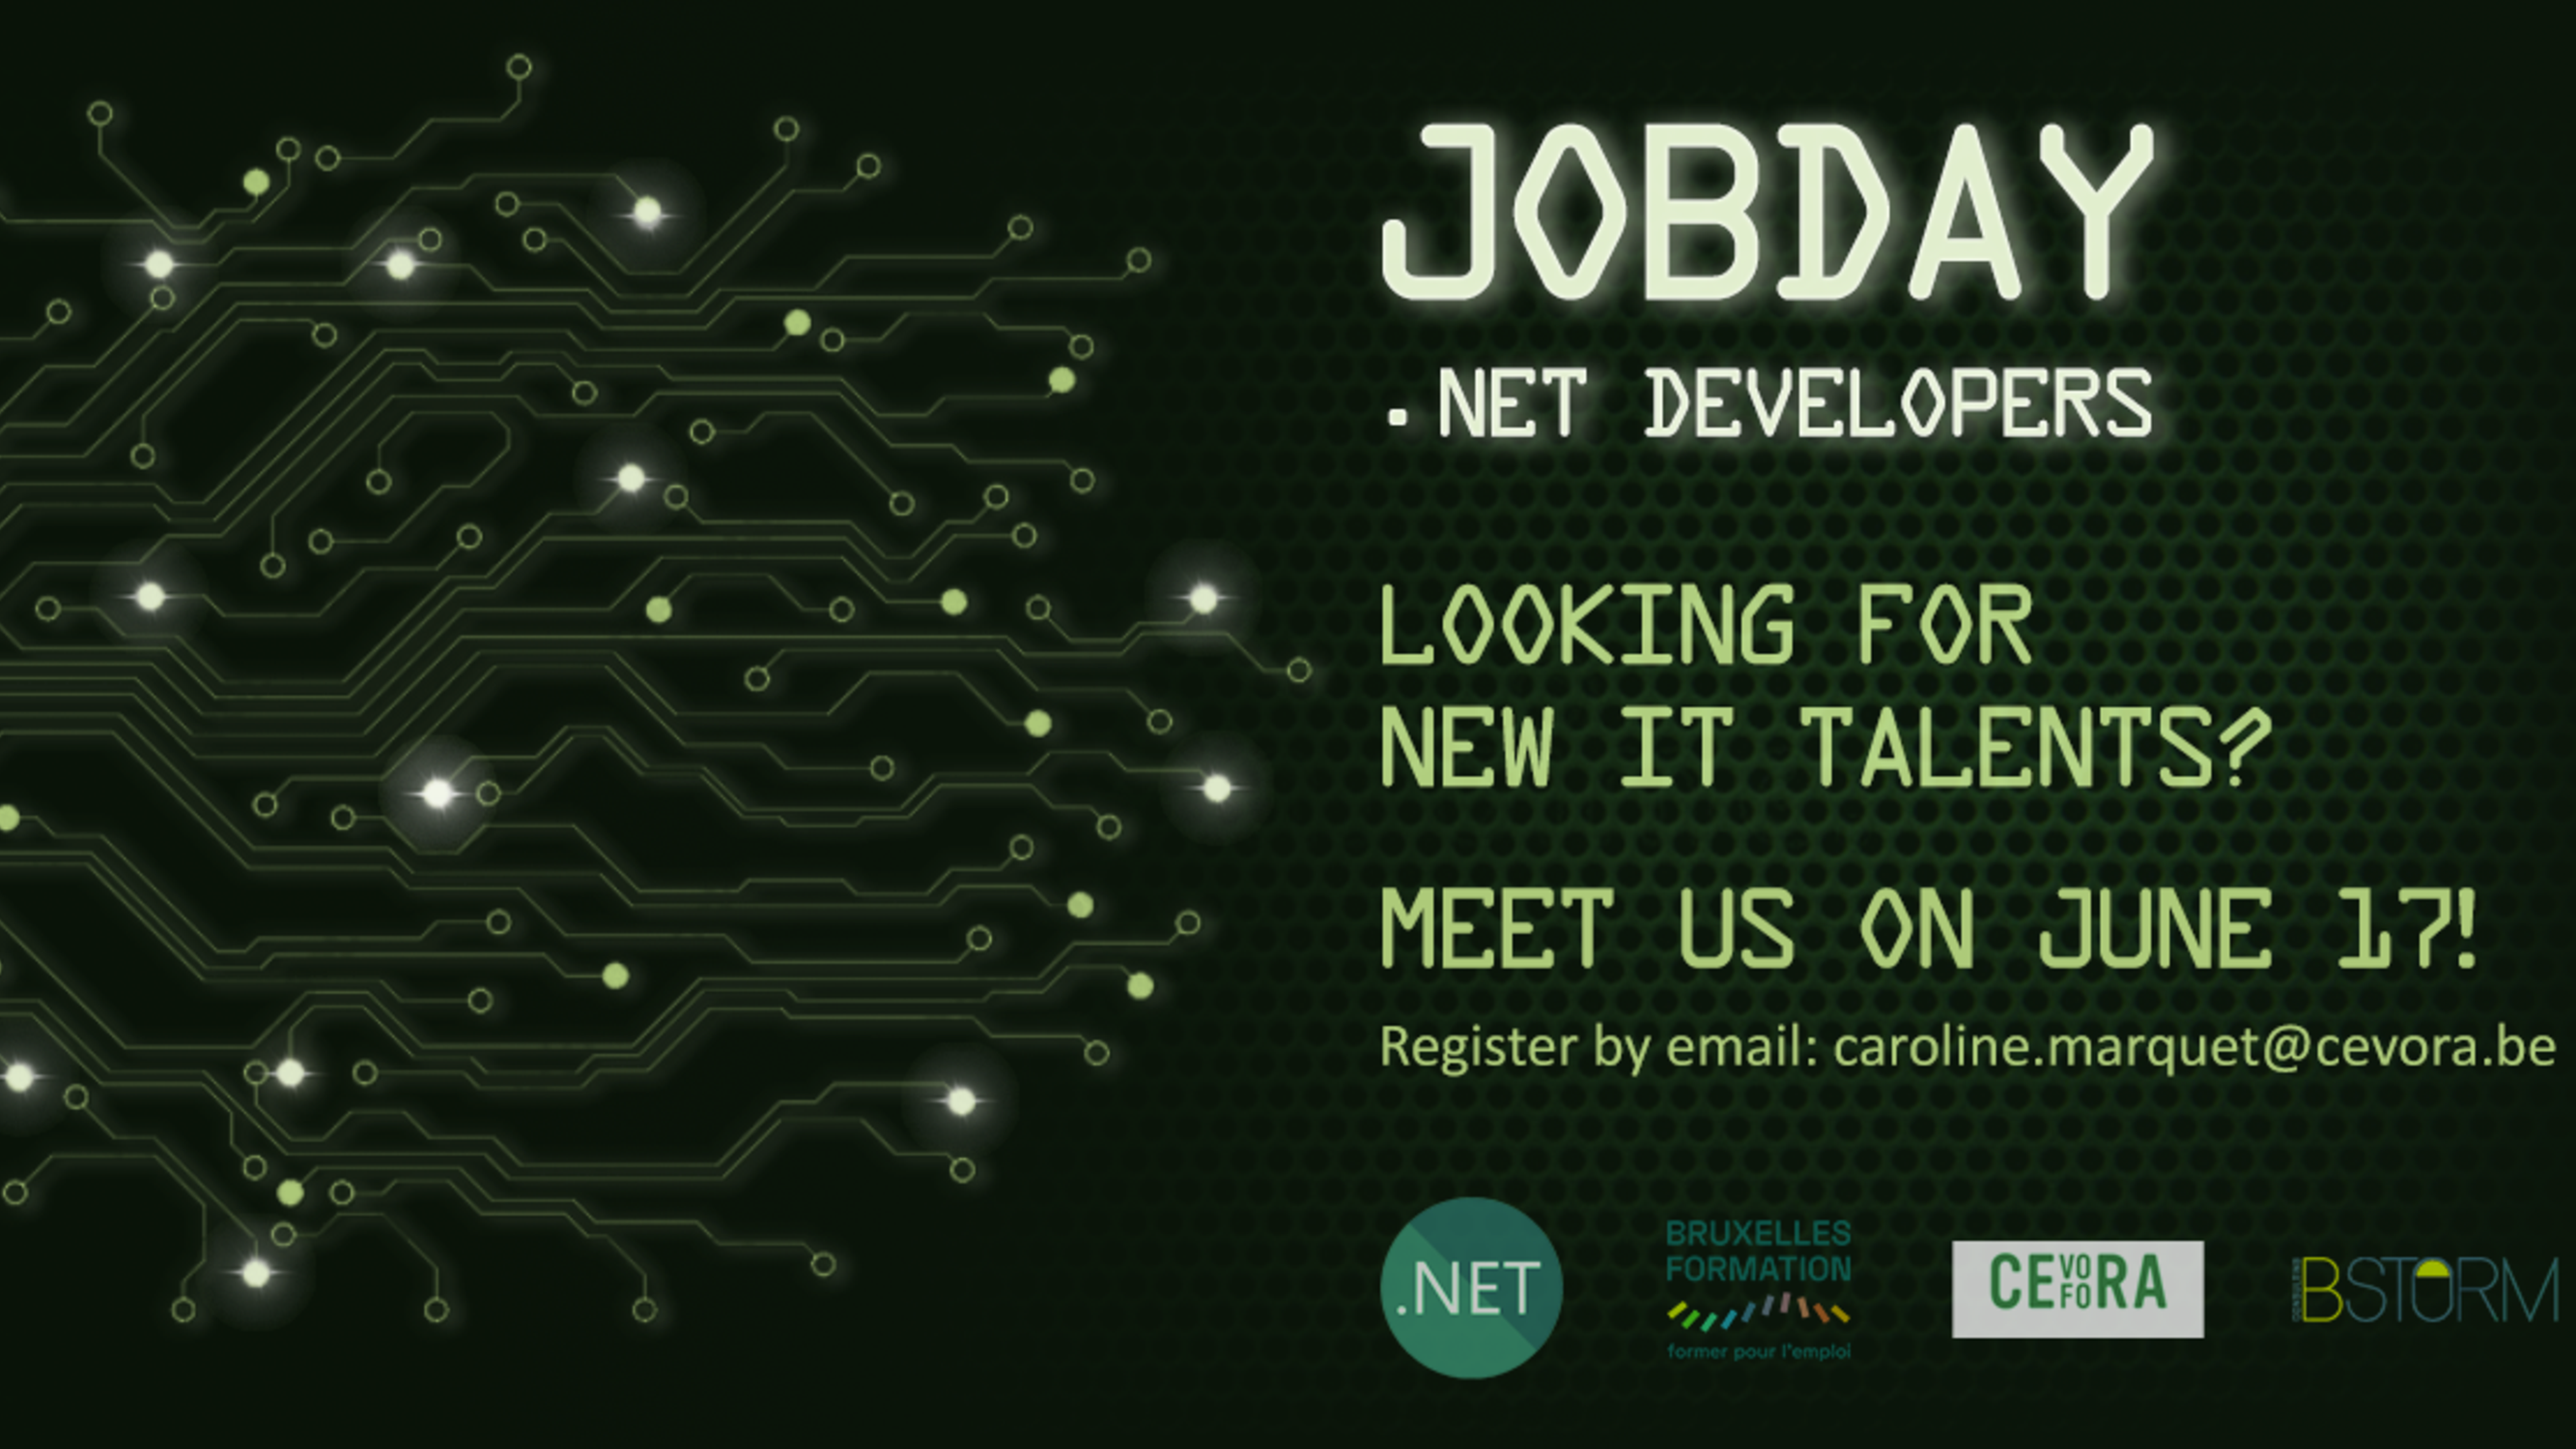 JOBDAY
.NET DEVELOPERS
LOOKING FOR
NEW IT TALENTS?
MEET US ON JUNE 17!
Register by email: caroline.marquet@cevora.be
.NET
BRUXELLES
FORMATION
former pour l'emploi
CEVOFORA
BSTORM